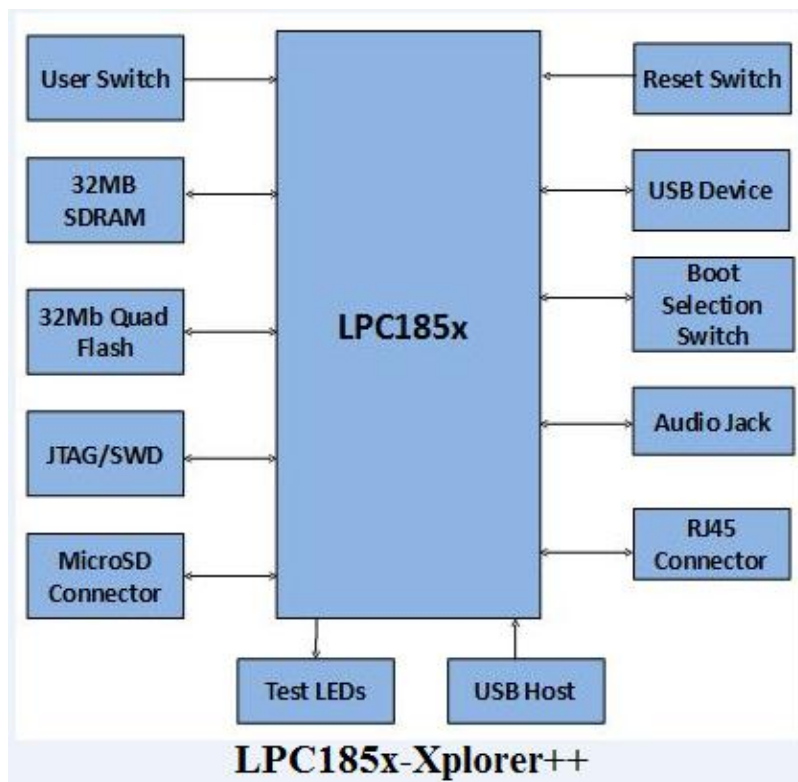 User Switch
32MB
SDRAM
32Mb Quad
Flash
JTAG/SWD
MicroSD
Connector
LPC185x
Reset Switch
USB Device
Boot
Selection
Switch
Audio Jack
RJ45
Connector
Test LEDs
USB Host
LPC185x-Xplorer++